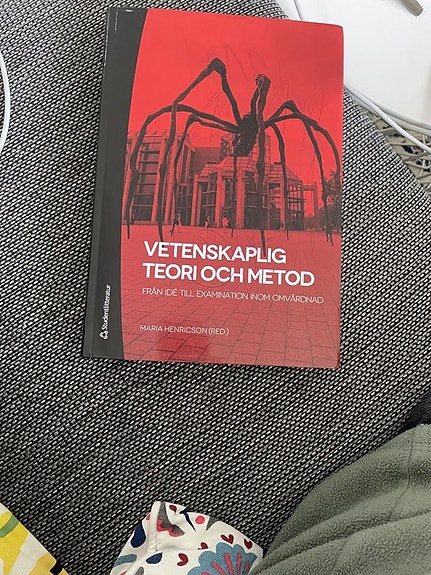 VETENSKAPLIG
TEORI OCH METOD
FRÅN IDÉ TILL EXAMINATION INOM OMVÅRDNAD
MARIA HENRICSON (RED.)
Studentlitteratur